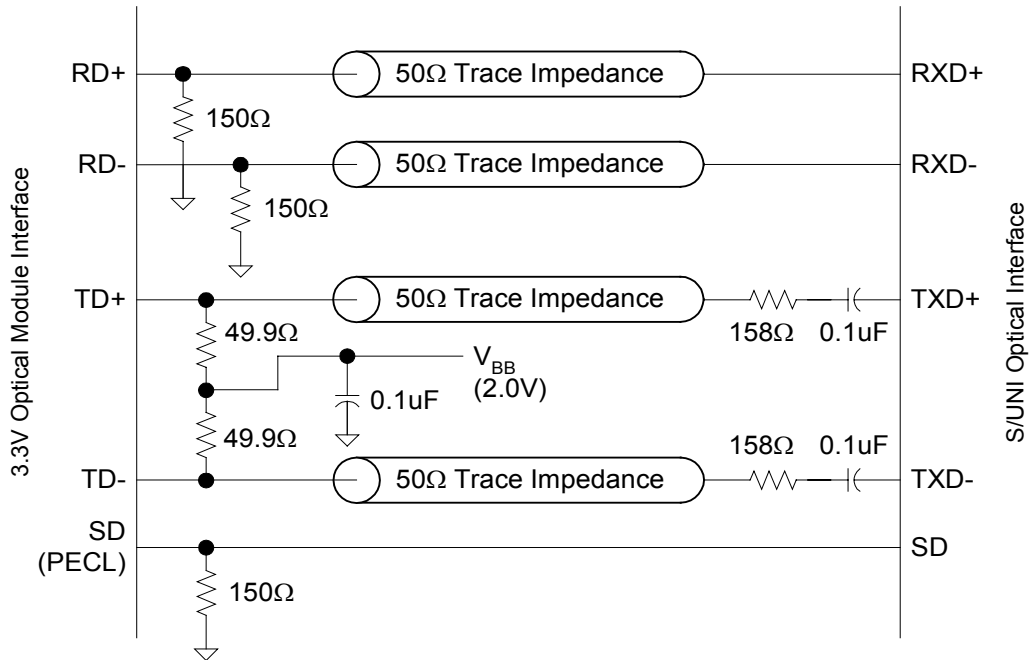 3.3V Optical Module Interface
RD+
50Ω Trace Impedance
RXD+
150Ω
RD-
50Ω Trace Impedance
RXD-
150Ω
TD+
50Ω Trace Impedance
TXD+
158Ω
0.1uF
49.9Ω
V_BB
(2.0V)
0.1uF
49.9Ω
158Ω
0.1uF
TD-
50Ω Trace Impedance
TXD-
SD
(PECL)
SD
150Ω
S/UNI Optical Interface